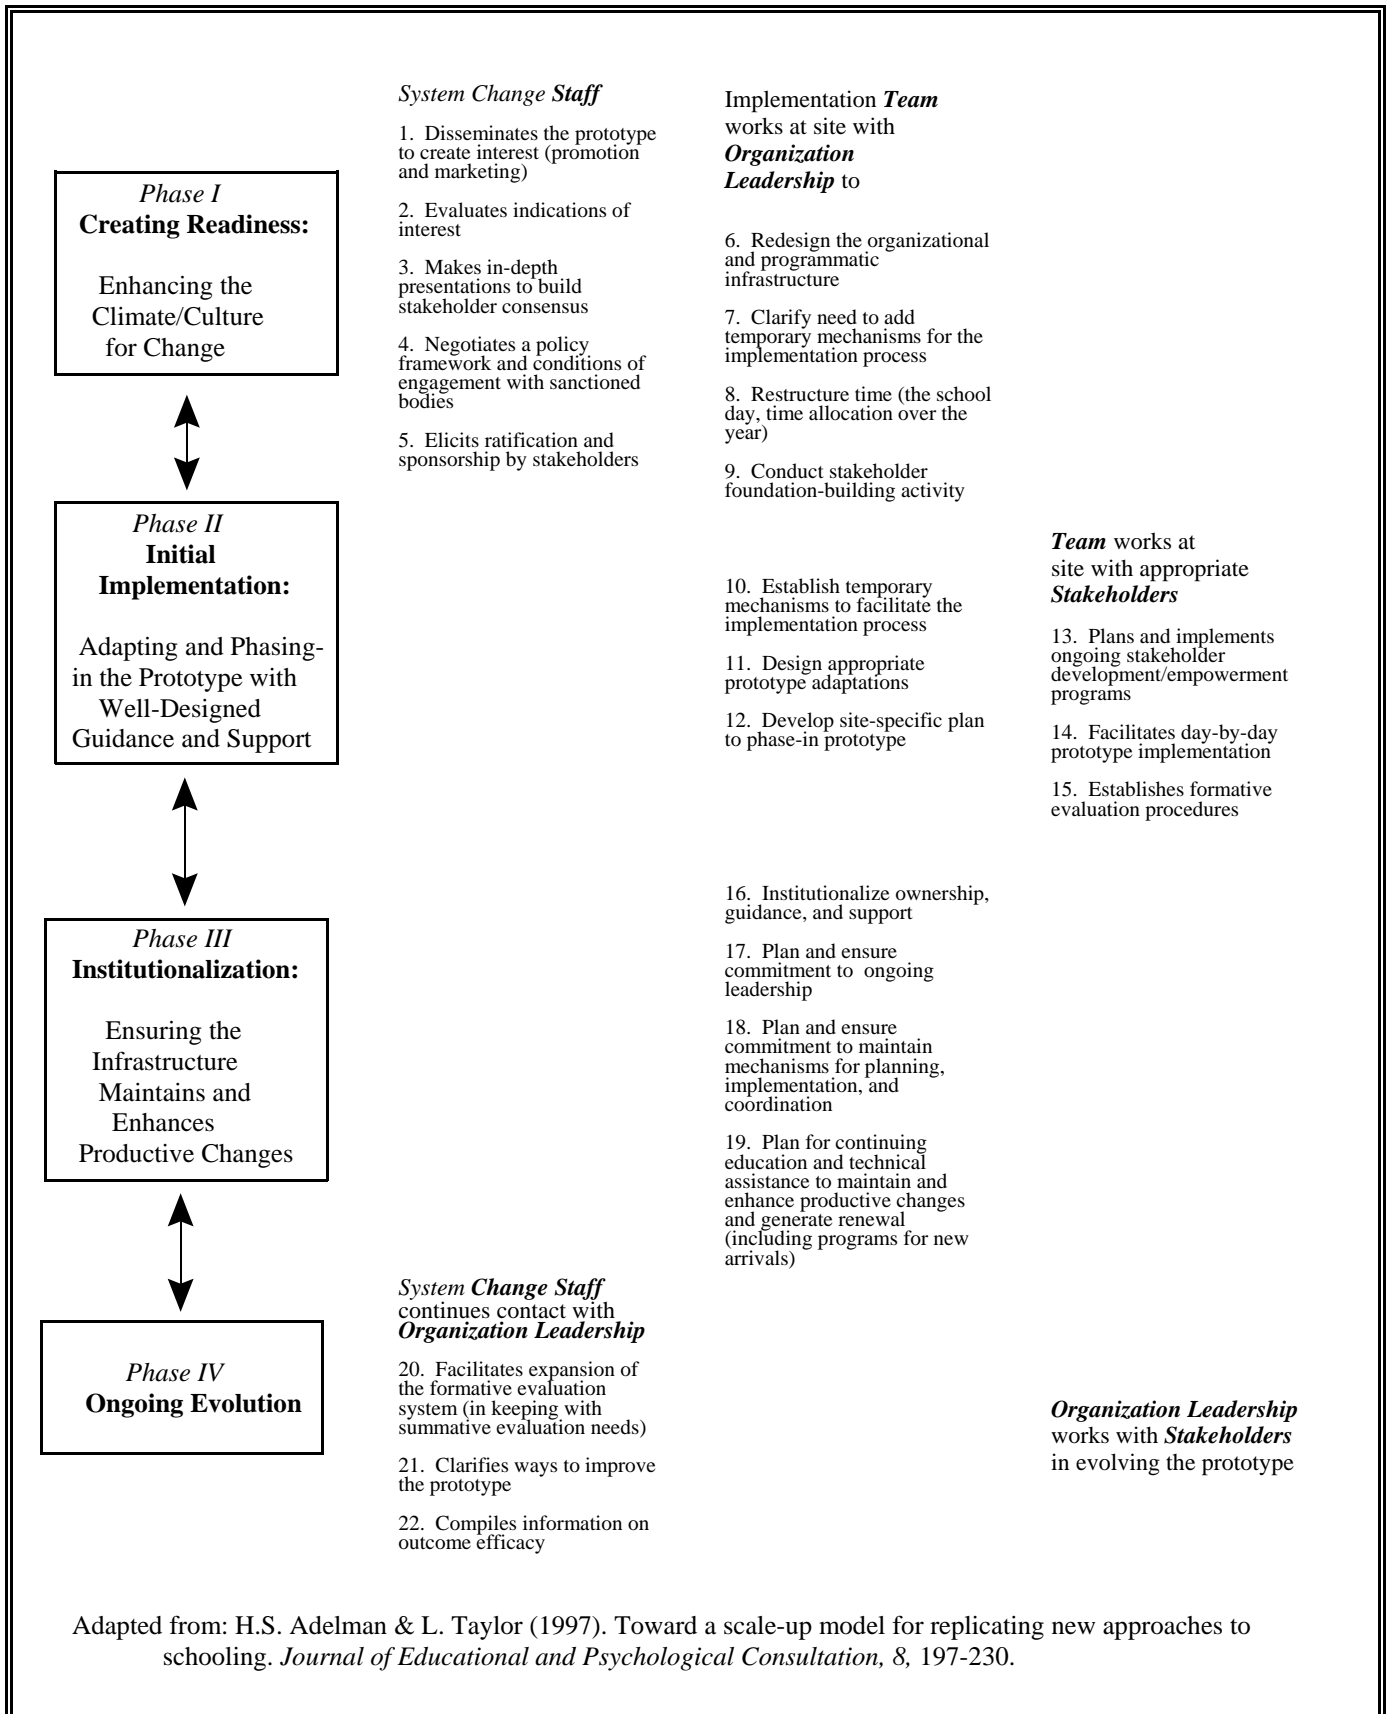 Phase I
Creating Readiness:
Enhancing the
Climate/Culture
for Change
System Change Staff
1. Disseminates the prototype
to create interest (promotion
and marketing)
2. Evaluates indications of
interest
3. Makes in-depth
presentations to build
stakeholder consensus
4. Negotiates a policy
framework and conditions of
engagement with sanctioned
bodies
5. Elicits ratification and
sponsorship by stakeholders
Implementation Team
works at site with
Organization
Leadership to
6. Redesign the organizational
and programmatic
infrastructure
7. Clarify need to add
temporary mechanisms for the
implementation process
8. Restructure time (the school
day, time allocation over the
year)
9. Conduct stakeholder
foundation-building activity
Phase II
Initial
Implementation:
Adapting and Phasing-
in the Prototype with
Well-Designed
Guidance and Support
10. Establish temporary
mechanisms to facilitate the
implementation process
11. Design appropriate
prototype adaptations
12. Develop site-specific plan
to phase-in prototype
Team works at
site with appropriate
Stakeholders
13. Plans and implements
ongoing stakeholder
development/empowerment
programs
14. Facilitates day-by-day
prototype implementation
15. Establishes formative
evaluation procedures
Phase III
Institutionalization:
Ensuring the
Infrastructure
Maintains and
Enhances
Productive Changes
16. Institutionalize ownership,
guidance, and support
17. Plan and ensure
commitment to ongoing
leadership
18. Plan and ensure
commitment to maintain
mechanisms for planning,
implementation, and
coordination
19. Plan for continuing
education and technical
assistance to maintain and
enhance productive changes
and generate renewal
(including programs for new
arrivals)
Phase IV
Ongoing Evolution
System Change Staff
continues contact with
Organization Leadership
20. Facilitates expansion of
the formative evaluation
system (in keeping with
summative evaluation needs)
21. Clarifies ways to improve
the prototype
22. Compiles information on
outcome efficacy
Organization Leadership
works with Stakeholders
in evolving the prototype
Adapted from: H.S. Adelman & L. Taylor (1997). Toward a scale-up model for replicating new approaches to
schooling. Journal of Educational and Psychological Consultation, 8, 197-230.